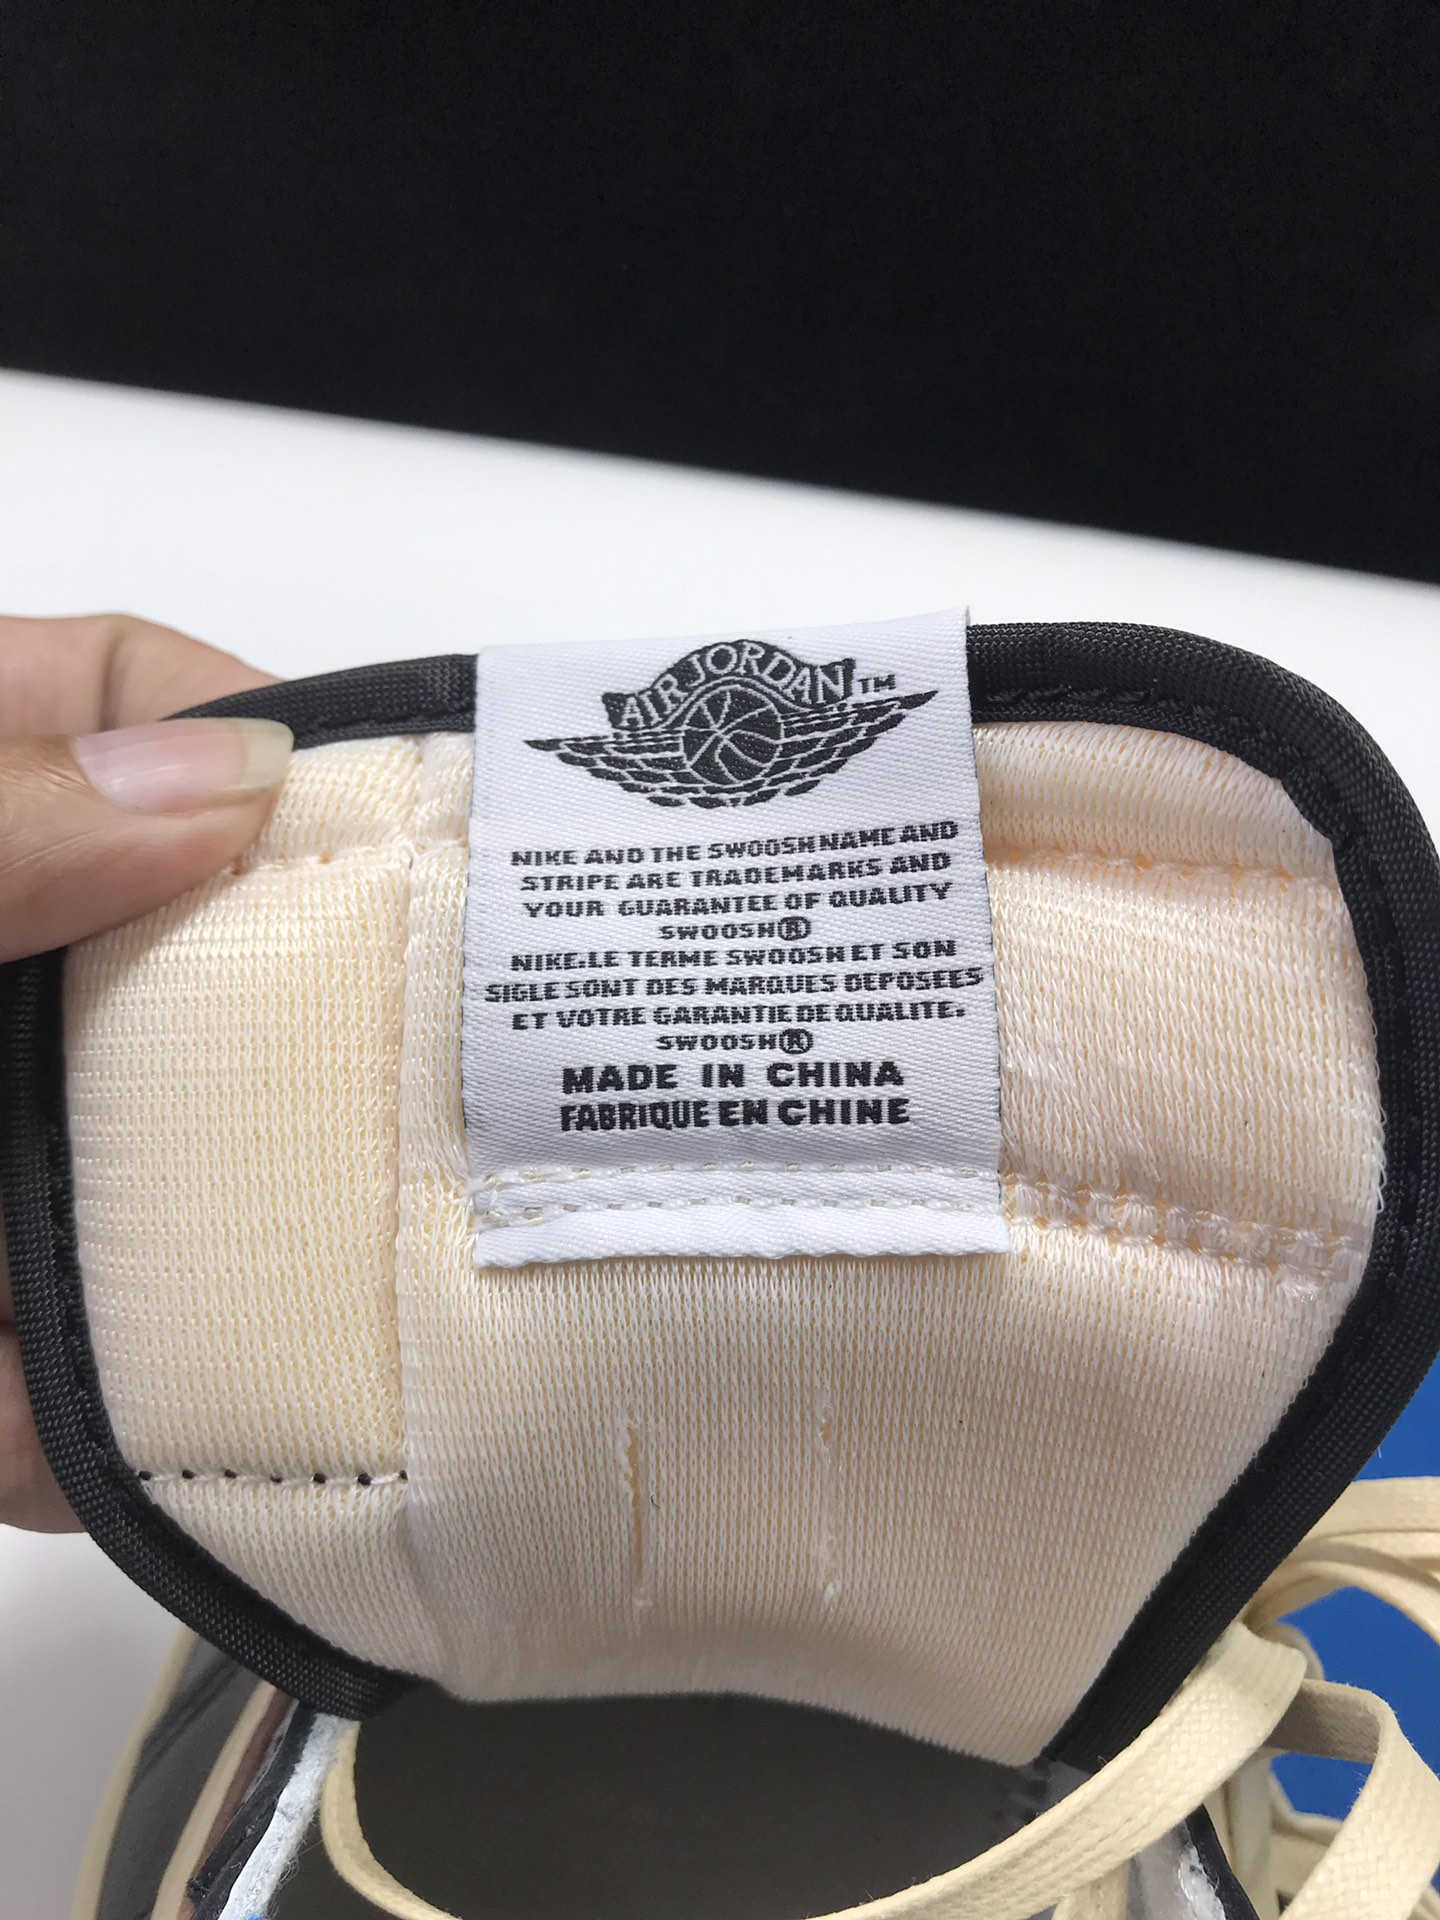 AIR JORDAN™
NIKE AND THE SWOOSH NAME AND
STRIPE ARE TRADEMARKS AND
YOUR GUARANTEE OF QUALITY
SWOOSH®
NIKE.LE TERME SWOOSH ET SON
SIGLE SONT DES MARQUES DEPOSEES
ET VOTRE GARANTIE DE QUALITE.
SWOOSH®
MADE IN CHINA
FABRIQUE EN CHINE